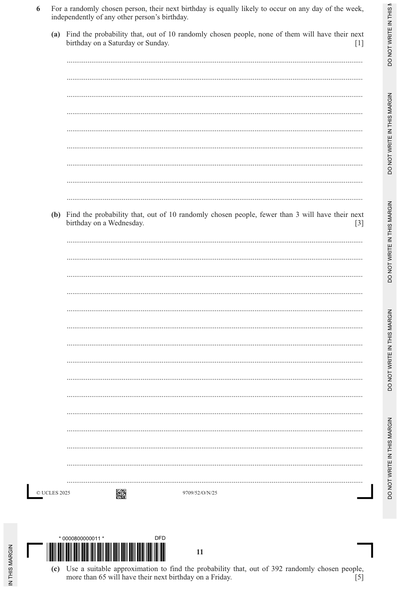 6 For a randomly chosen person, their next birthday is equally likely to occur on any day of the week,
independently of any other person's birthday.
(a) Find the probability that, out of 10 randomly chosen people, none of them will have their next
birthday on a Saturday or Sunday. [1]
(b) Find the probability that, out of 10 randomly chosen people, fewer than 3 will have their next
birthday on a Wednesday. [3]
DO NOT WRITE IN THIS M
DO NOT WRITE IN THIS MARGIN
DO NOT WRITE IN THIS MARGIN
DO NOT WRITE IN THIS MARGIN
DO NOT WRITE IN THIS MARGIN
© UCLES 2025 9709/52/O/N/25
IN THIS MARGIN
* 0000800000011 * DFD
11
(c) Use a suitable approximation to find the probability that, out of 392 randomly chosen people,
more than 65 will have their next birthday on a Friday. [5]